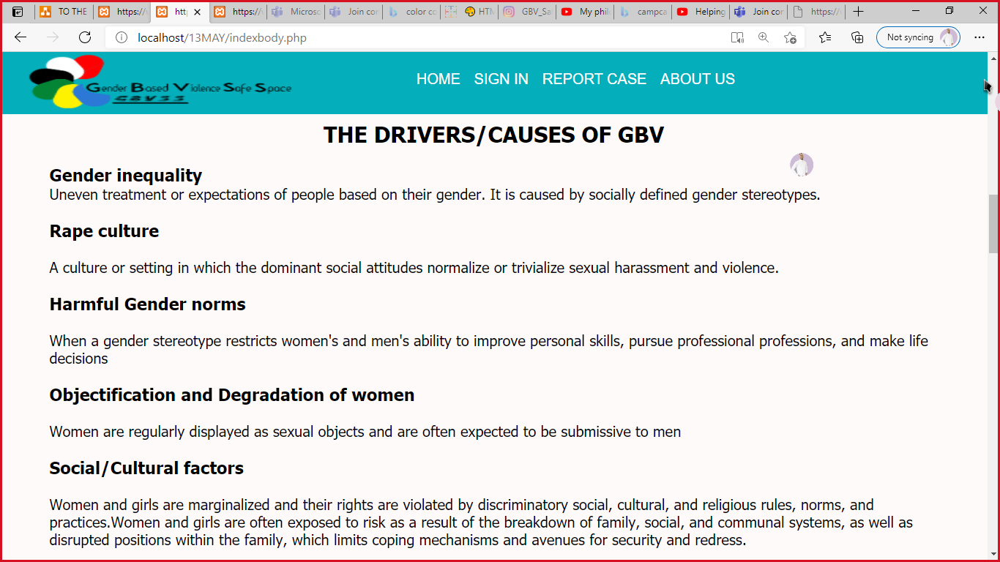 TO THE
https://
htt
https://
Microsc
Join cor
color cc
HTM
GBV_Sa
My phil
campca
Helping
Join cor
https://
localhost/13MAY/indexbody.php
Not syncing
Gender Based Violence Safe Space
GBVSS
HOME SIGN IN REPORT CASE ABOUT US
THE DRIVERS/CAUSES OF GBV
Gender inequality
Uneven treatment or expectations of people based on their gender. It is caused by socially defined gender stereotypes.
Rape culture
A culture or setting in which the dominant social attitudes normalize or trivialize sexual harassment and violence.
Harmful Gender norms
When a gender stereotype restricts women's and men's ability to improve personal skills, pursue professional professions, and make life
decisions
Objectification and Degradation of women
Women are regularly displayed as sexual objects and are often expected to be submissive to men
Social/Cultural factors
Women and girls are marginalized and their rights are violated by discriminatory social, cultural, and religious rules, norms, and
practices.Women and girls are often exposed to risk as a result of the breakdown of family, social, and communal systems, as well as
disrupted positions within the family, which limits coping mechanisms and avenues for security and redress.